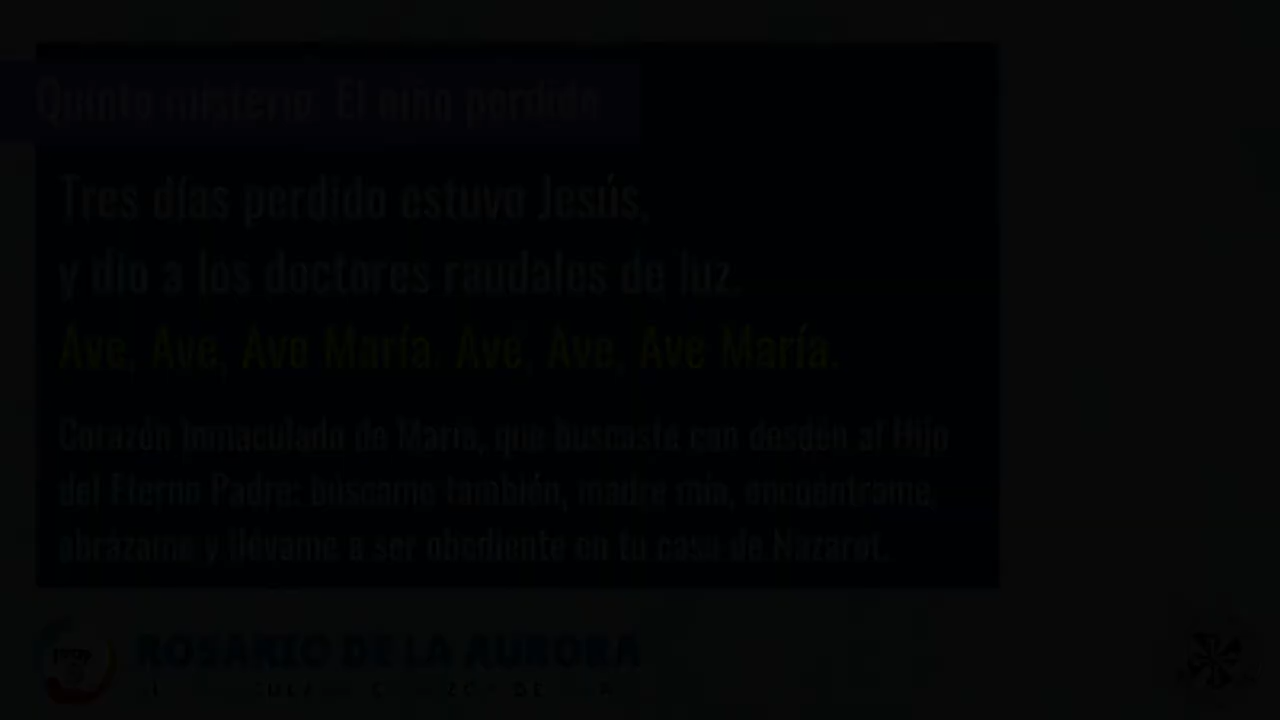 Quinto misterio. El niño perdido
Tres días perdido estuvo Jesús,
y dio a los doctores raudales de luz.
Ave, Ave, Ave María. Ave, Ave, Ave María.
Corazón Inmaculado de María, que buscaste con desdén al Hijo
del Eterno Padre: búscame también, madre mía, encuéntrame,
abrázame y llévame a ser obediente en tu casa de Nazaret.
ROSARIO DE LA AURORA